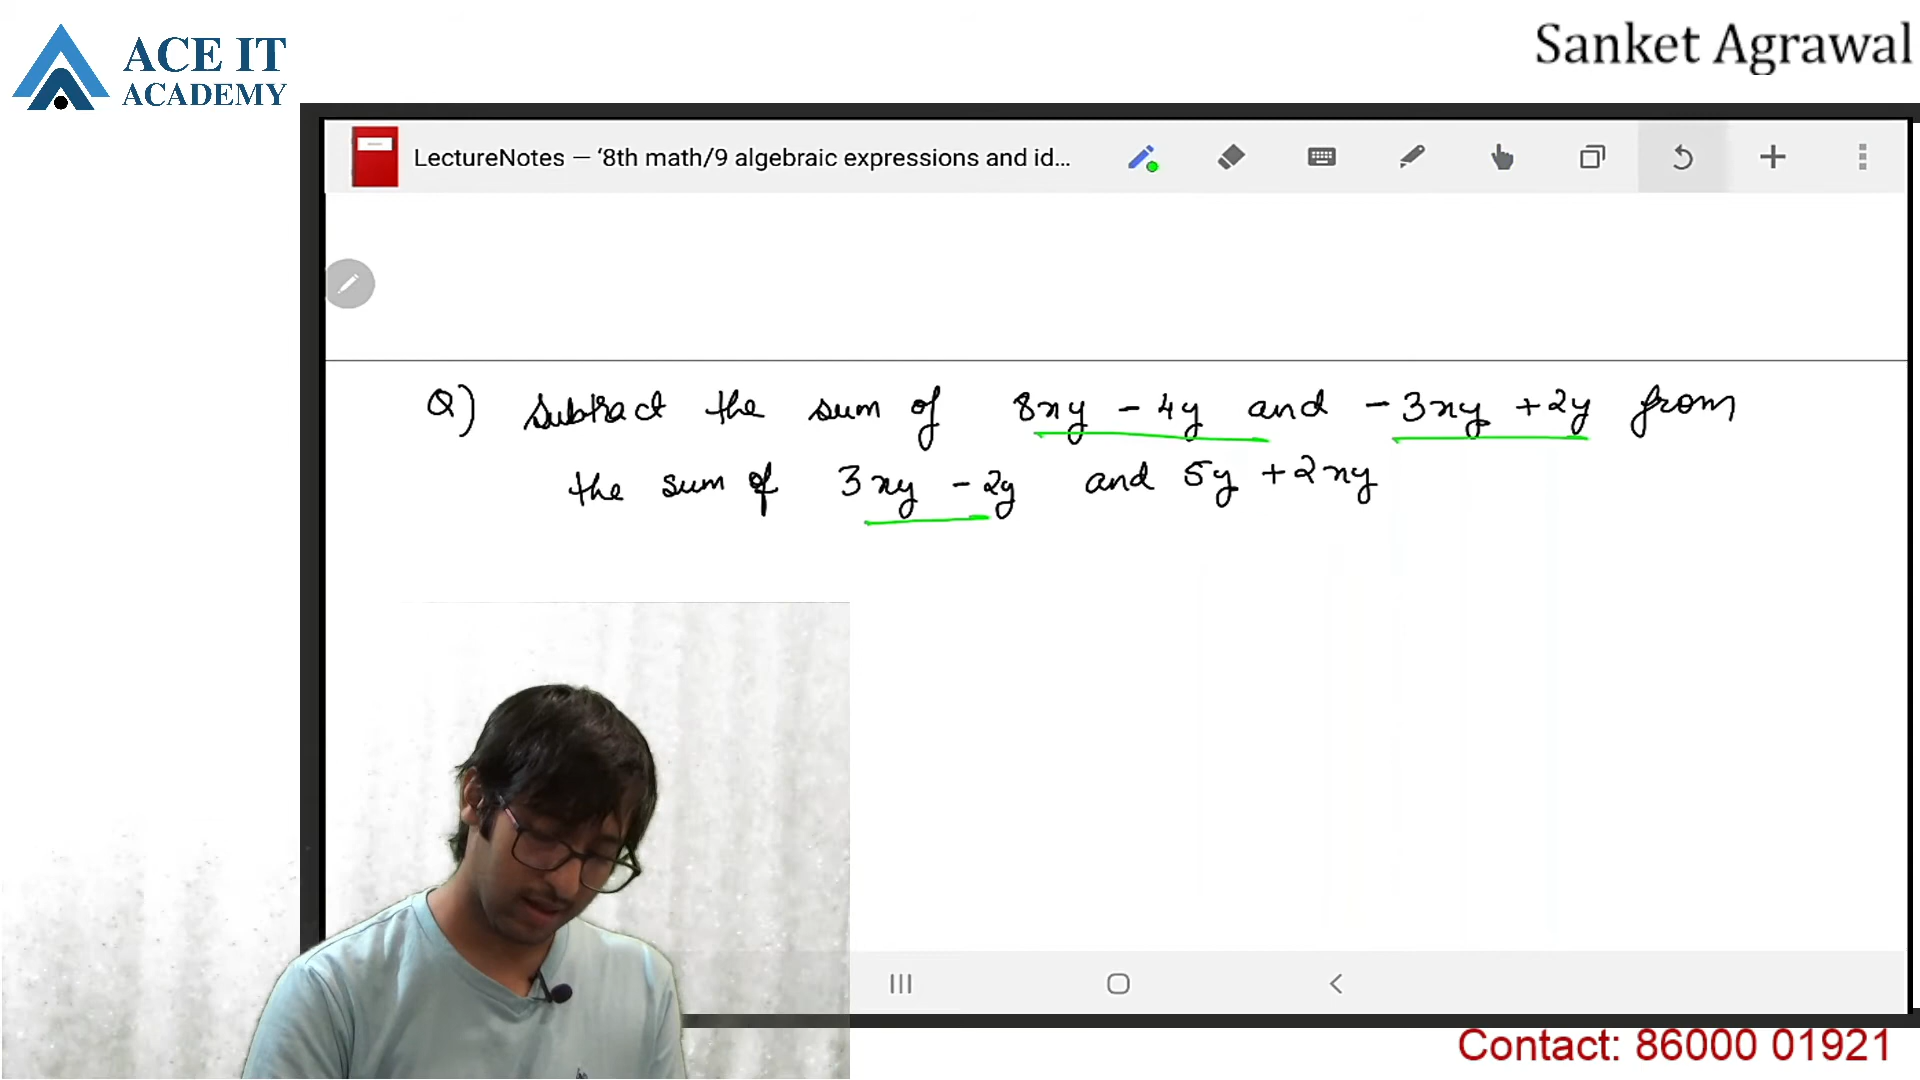 ACE IT
ACADEMY
Sanket Agrawal
LectureNotes – ‘8th math/9 algebraic expressions and id...
Q) Subtract the sum of 8xy - 4y and - 3xy + 2y from
the sum of 3xy - 2y and 5y + 2xy
Contact: 86000 01921